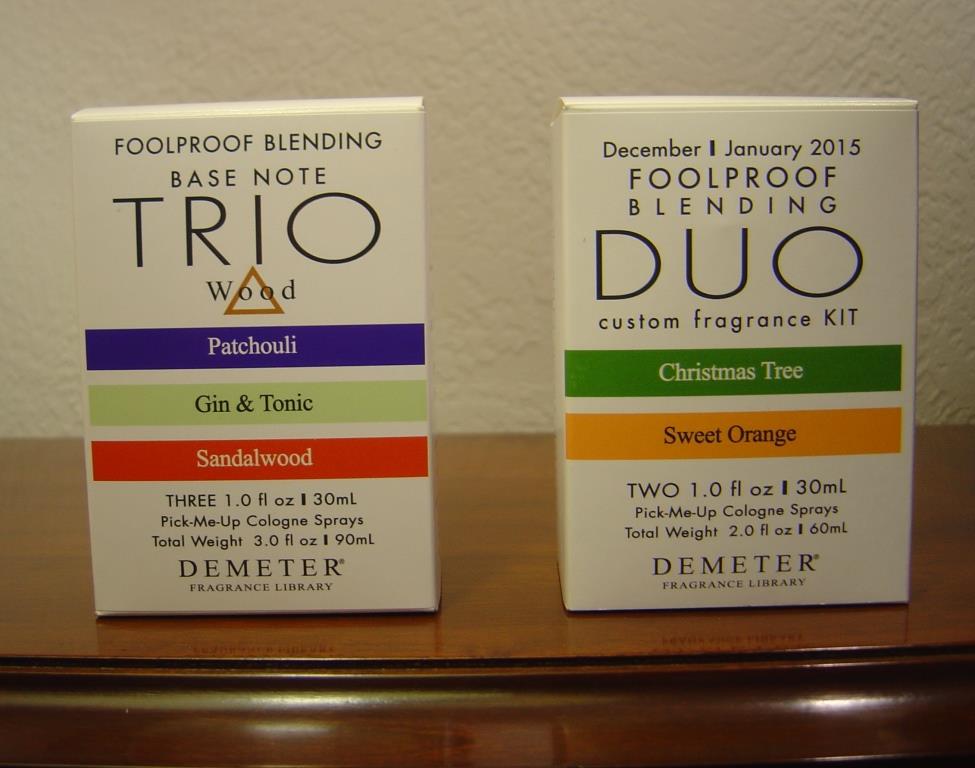 FOOLPROOF BLENDING
BASE NOTE
TRIO
Wood
Patchouli
Gin & Tonic
Sandalwood
THREE 1.0 fl oz I 30mL
Pick-Me-Up Cologne Sprays
Total Weight 3.0 fl oz I 90mL
DEMETER®
FRAGRANCE LIBRARY
December I January 2015
FOOLPROOF
BLENDING
DUO
custom fragrance KIT
Christmas Tree
Sweet Orange
TWO 1.0 fl oz I 30mL
Pick-Me-Up Cologne Sprays
Total Weight 2.0 fl oz I 60mL
DEMETER®
FRAGRANCE LIBRARY